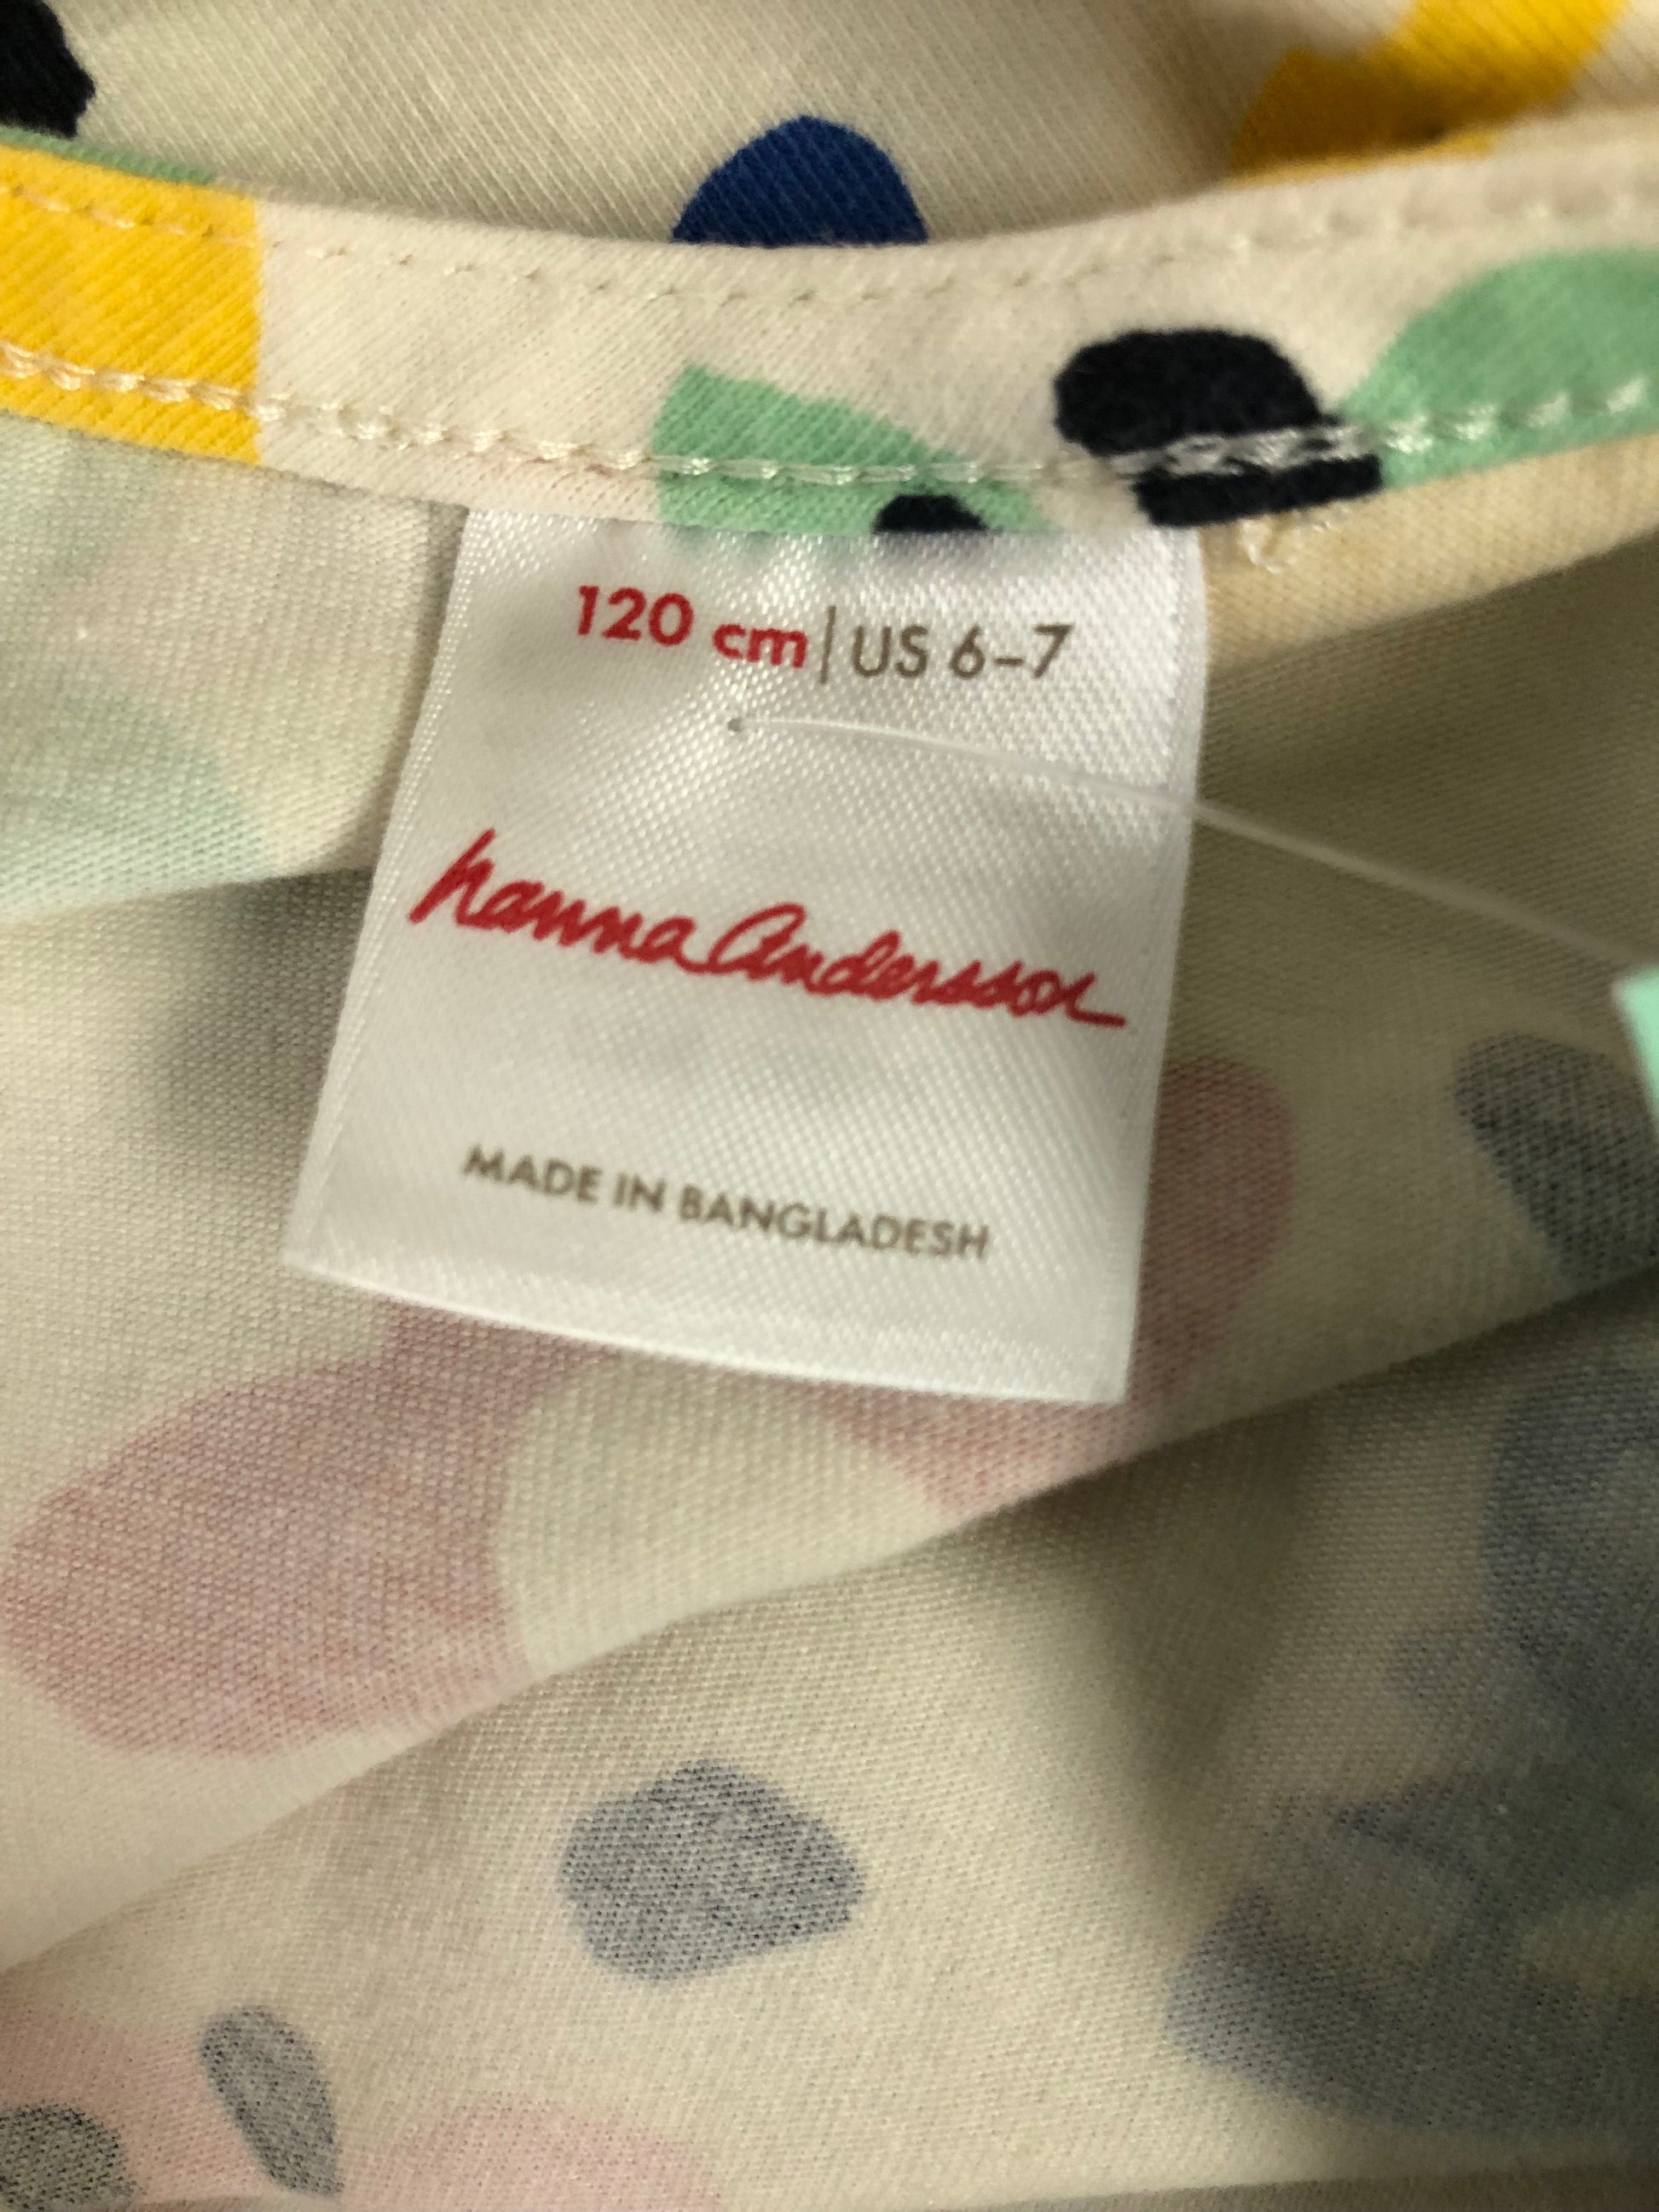 120 cm | US 6–7
hanna andersson
MADE IN BANGLADESH